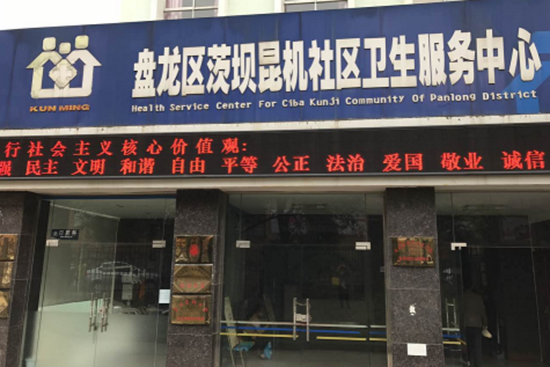 盘龙区茨坝昆机社区卫生服务中心
KUN MING
Health Service Center For Ciba KunJi Community Of Panlong District
行社会主义核心价值观:
强 民主 文明 和谐 自由 平等 公正 法治 爱国 敬业 诚信